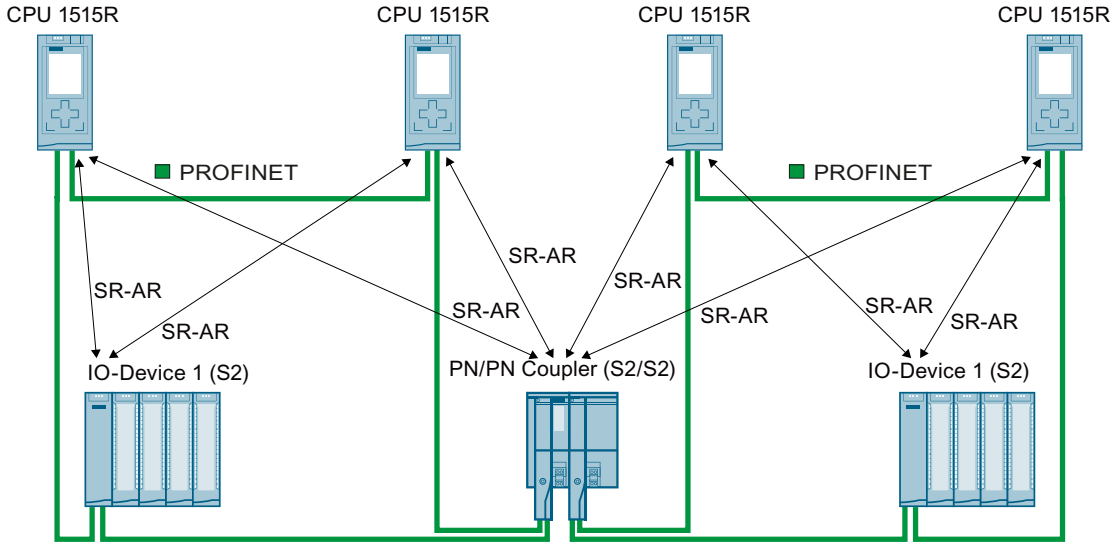 CPU 1515R
CPU 1515R
CPU 1515R
CPU 1515R
PROFINET
PROFINET
SR-AR
SR-AR
SR-AR
SR-AR
SR-AR
SR-AR
SR-AR
SR-AR
IO-Device 1 (S2)
PN/PN Coupler (S2/S2)
IO-Device 1 (S2)